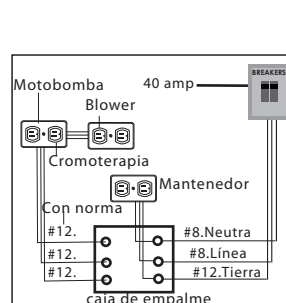 BREAKERS
Motobomba
40 amp
Blower
Cromoterapia
Mantenedor
Con norma
#12.
#8.Neutra
#12.
#8.Línea
#12.
#12.Tierra
caja de empalme